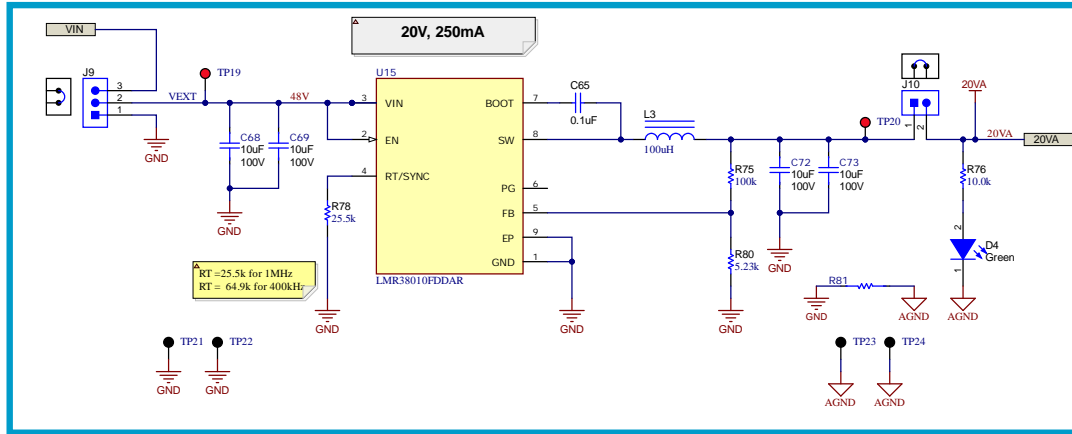 20V, 250mA
VIN
J9
3
2
1
VEXT
TP19
48V
GND
C68
10uF
100V
C69
10uF
100V
GND
R78
25.5k
GND
RT =25.5k for 1MHz
RT = 64.9k for 400kHz
U15
3 VIN
2 EN
4 RT/SYNC
BOOT 7
SW 8
PG 6
FB 5
EP 9
GND 1
LMR38010FDDAR
GND
C65
0.1uF
L3
100uH
R75
100k
R80
5.23k
GND
C72
10uF
100V
C73
10uF
100V
GND
TP20
J10
1
2
20VA
20VA
20VA
R76
10.0k
2
D4
Green
1
AGND
R81
GND
AGND
TP21
GND
TP22
GND
TP23
AGND
TP24
AGND